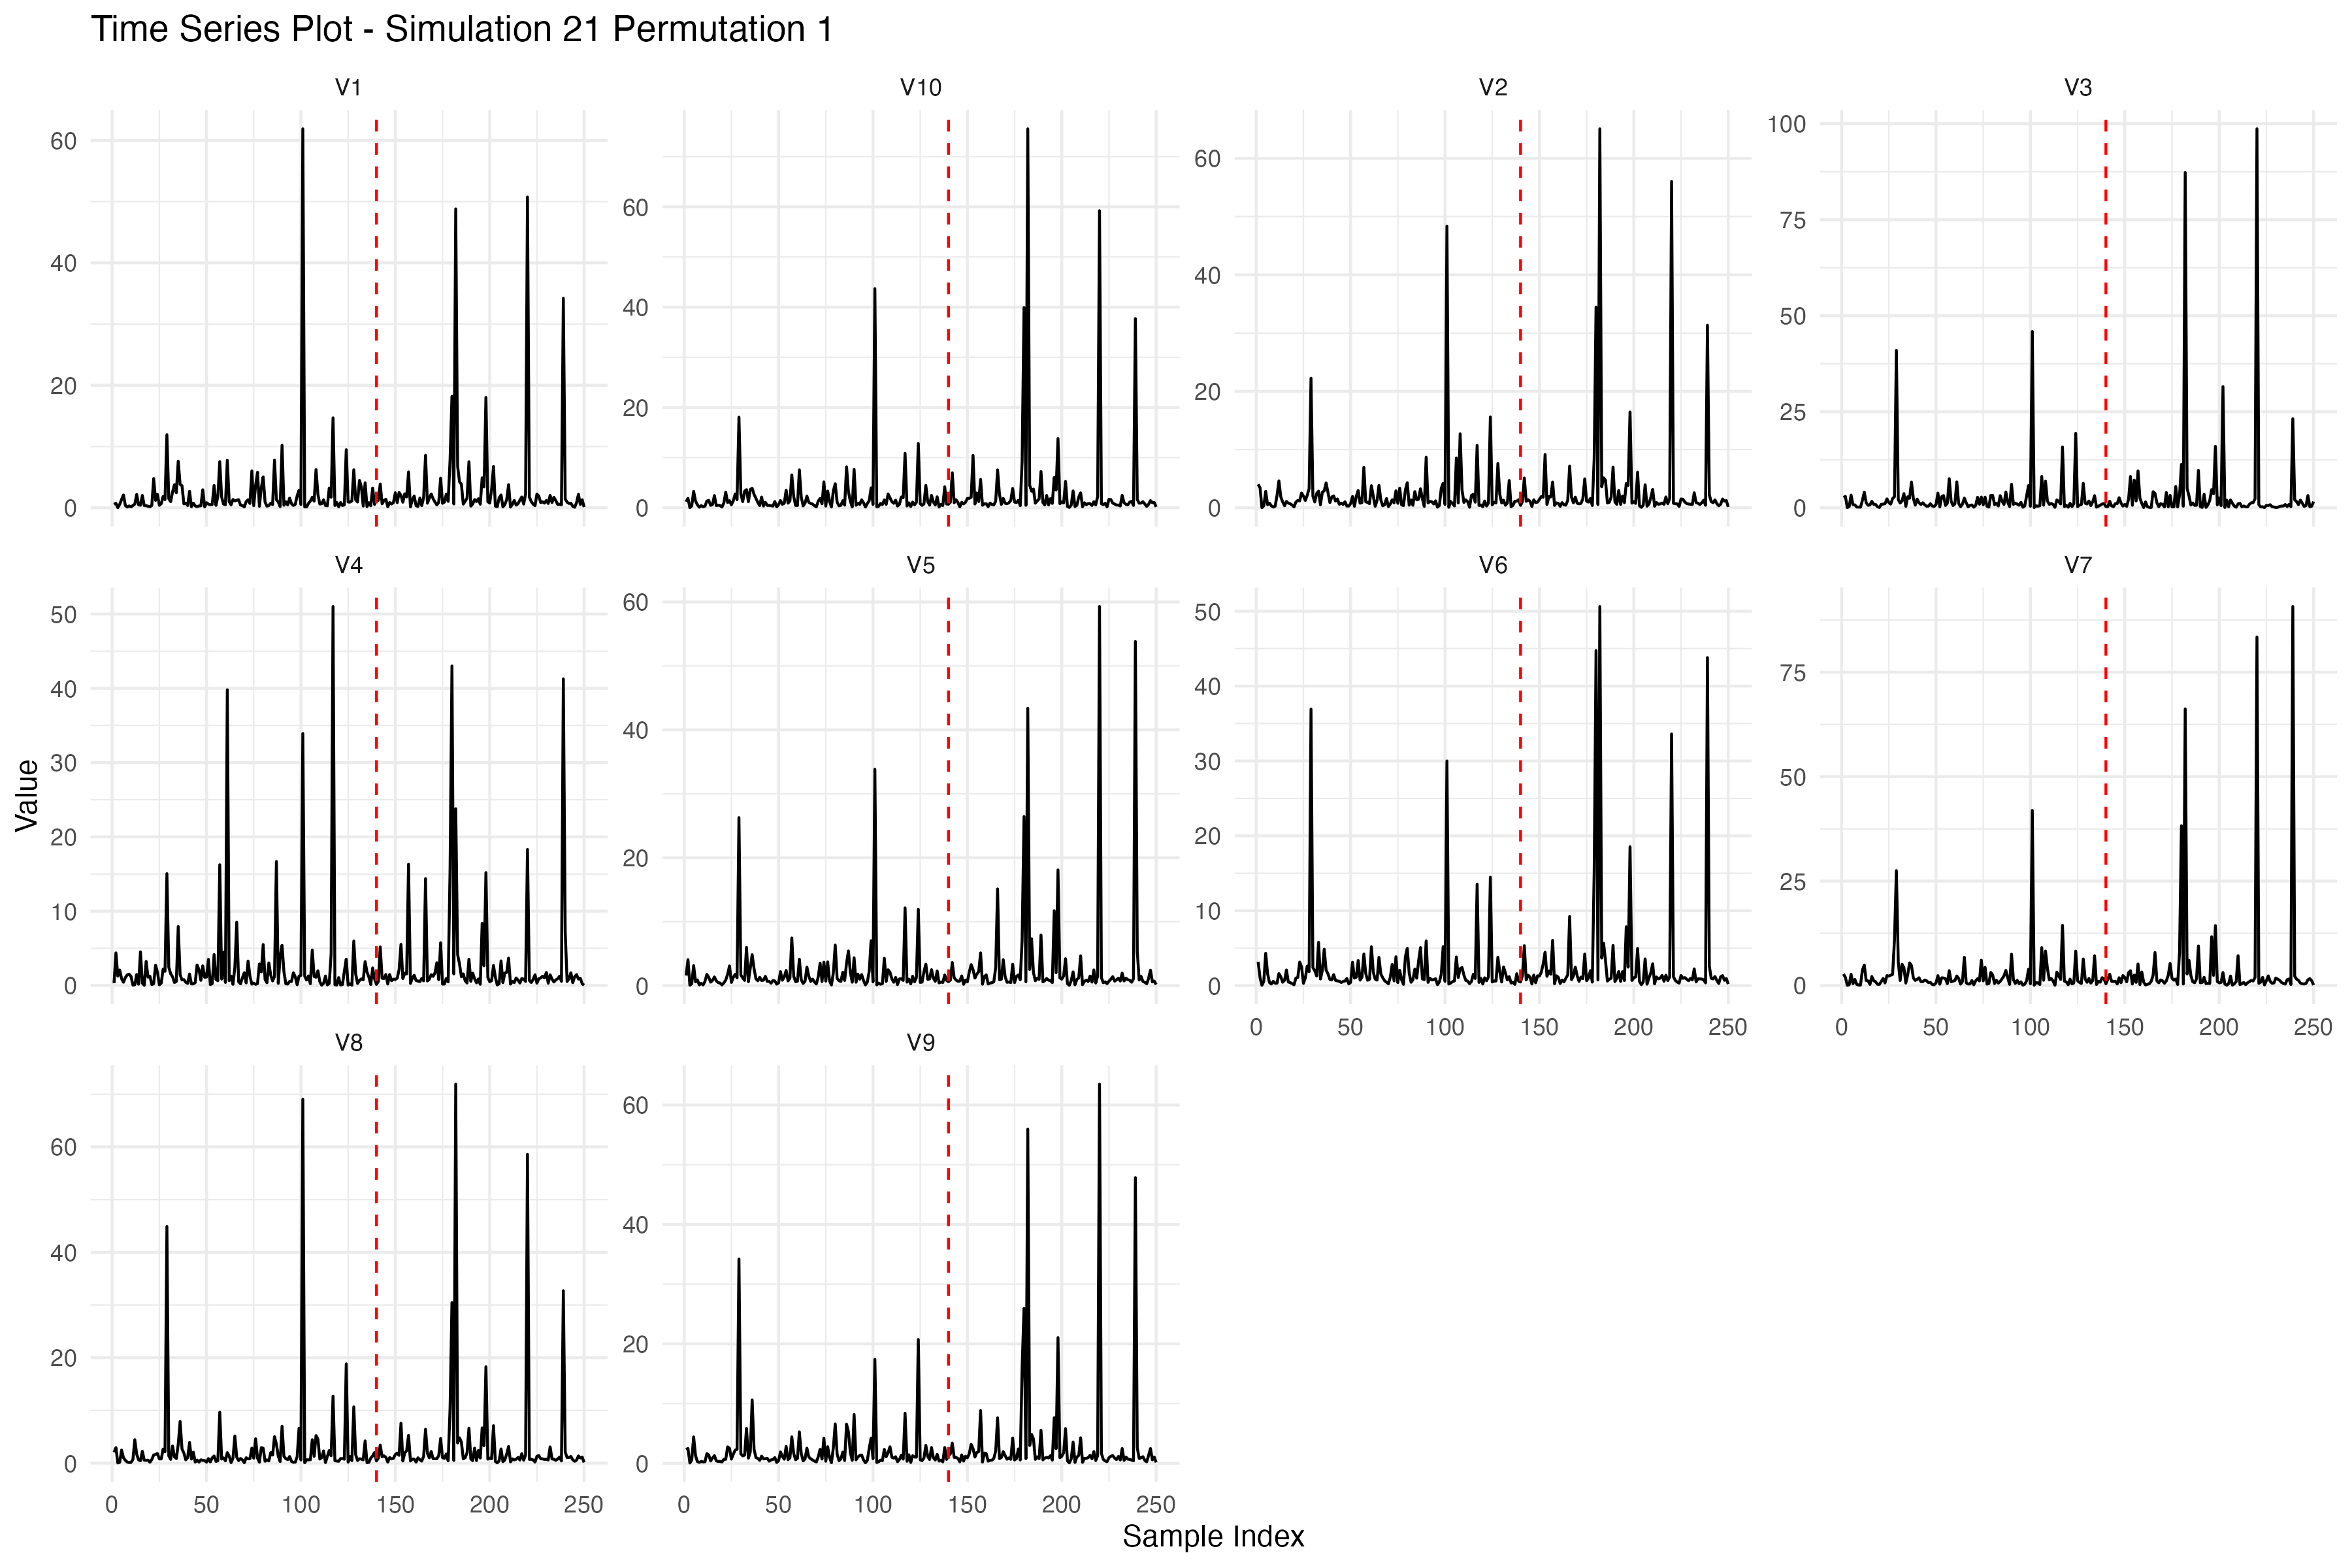 Time Series Plot - Simulation 21 Permutation 1
V1 V10 V2 V3
60 60 60 100
40 40 40 75
20 20 20 50
0 0 0 25
0
V4 V5 V6 V7
50 60 50 75
40 40 40 50
30 20 30 25
20 0 20 0
10 10
0 0
0 50 100 150 200 250 0 50 100 150 200 250
V8 V9
60 60
40 40
20 20
0 0
0 50 100 150 200 250 0 50 100 150 200 250
Value
Sample Index